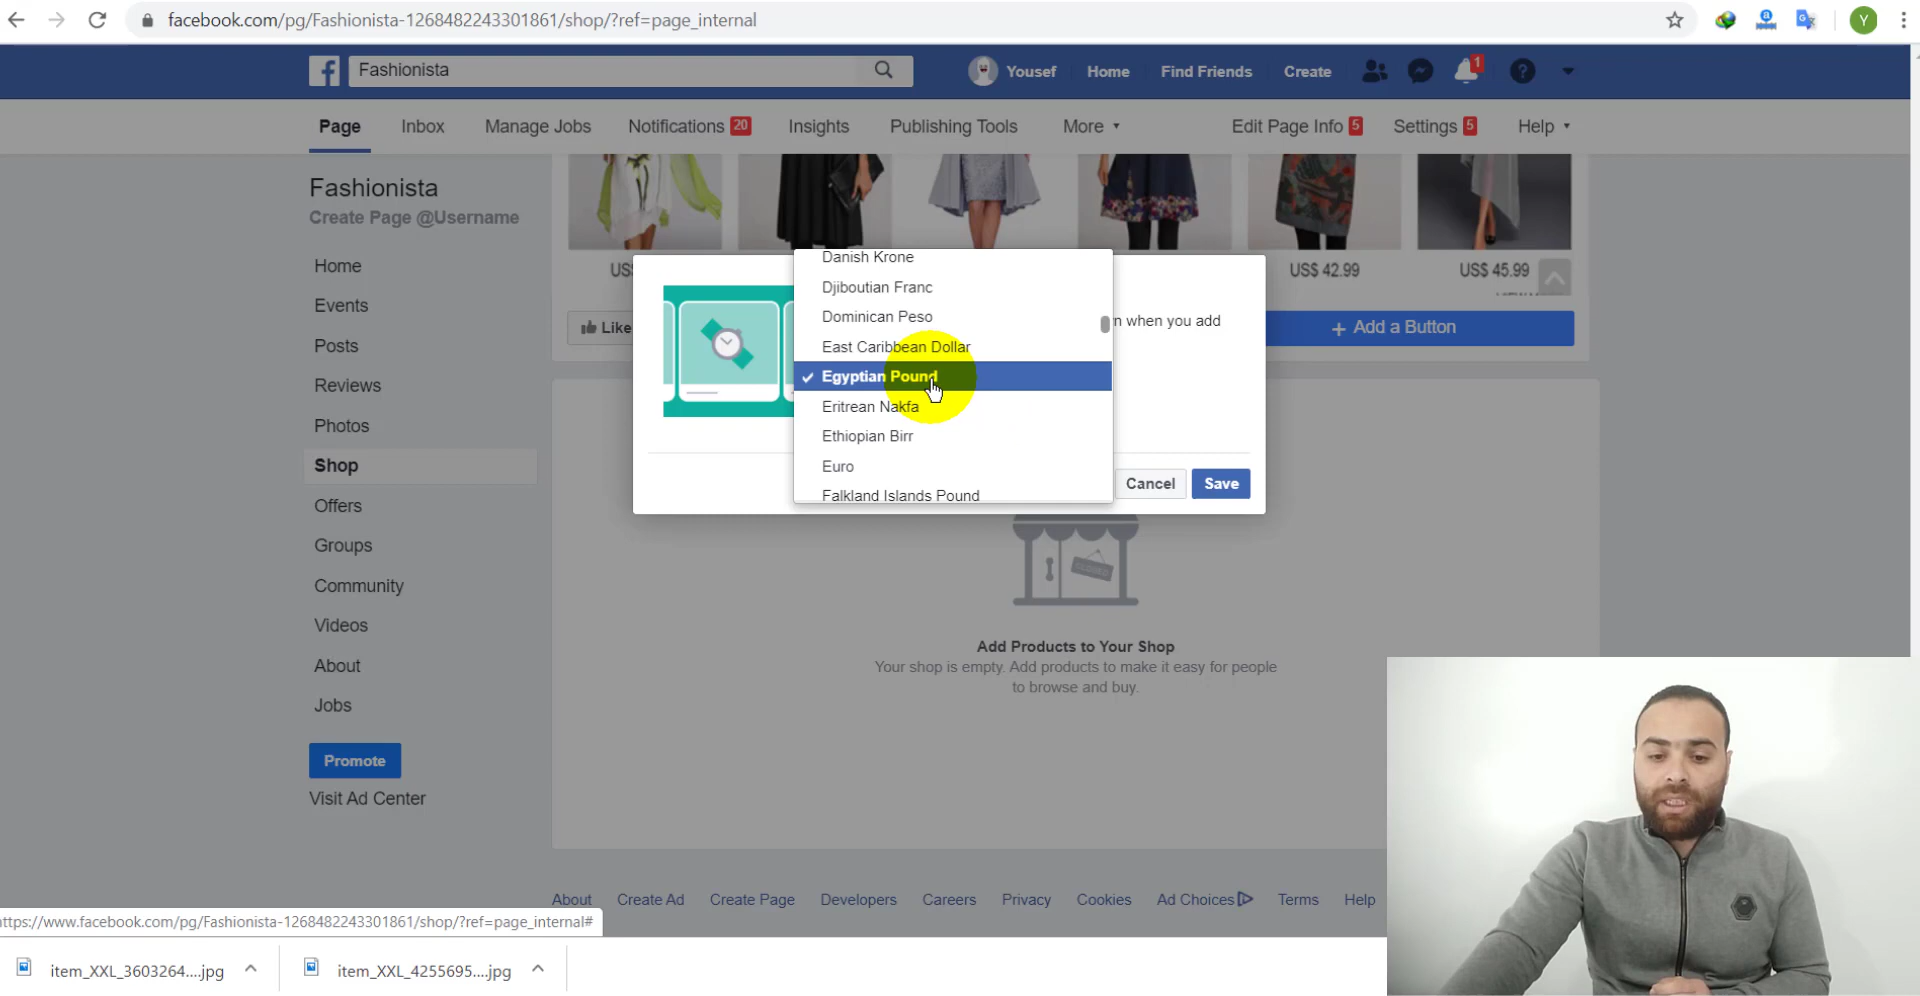 facebook.com/pg/Fashionista-1268482243301861/shop/?ref=page_internal
Y
Fashionista
Yousef
Home
Find Friends
Create
1
Page
Inbox
Manage Jobs
Notifications 20
Insights
Publishing Tools
More
Edit Page Info 5
Settings 5
Help
Fashionista
Create Page @Username
Home
Events
Posts
Reviews
Photos
Shop
Offers
Groups
Community
Videos
About
Jobs
Promote
Visit Ad Center
US$
US$ 42.99
US$ 45.99
Like
+ Add a Button
n when you add
Danish Krone
Djiboutian Franc
Dominican Peso
East Caribbean Dollar
Egyptian Pound
Eritrean Nakfa
Ethiopian Birr
Euro
Falkland Islands Pound
Cancel
Save
Add Products to Your Shop
Your shop is empty. Add products to make it easy for people
to browse and buy.
About
Create Ad
Create Page
Developers
Careers
Privacy
Cookies
Ad Choices
Terms
Help
ttps://www.facebook.com/pg/Fashionista-1268482243301861/shop/?ref=page_internal#
item_XXL_3603264....jpg
item_XXL_4255695....jpg